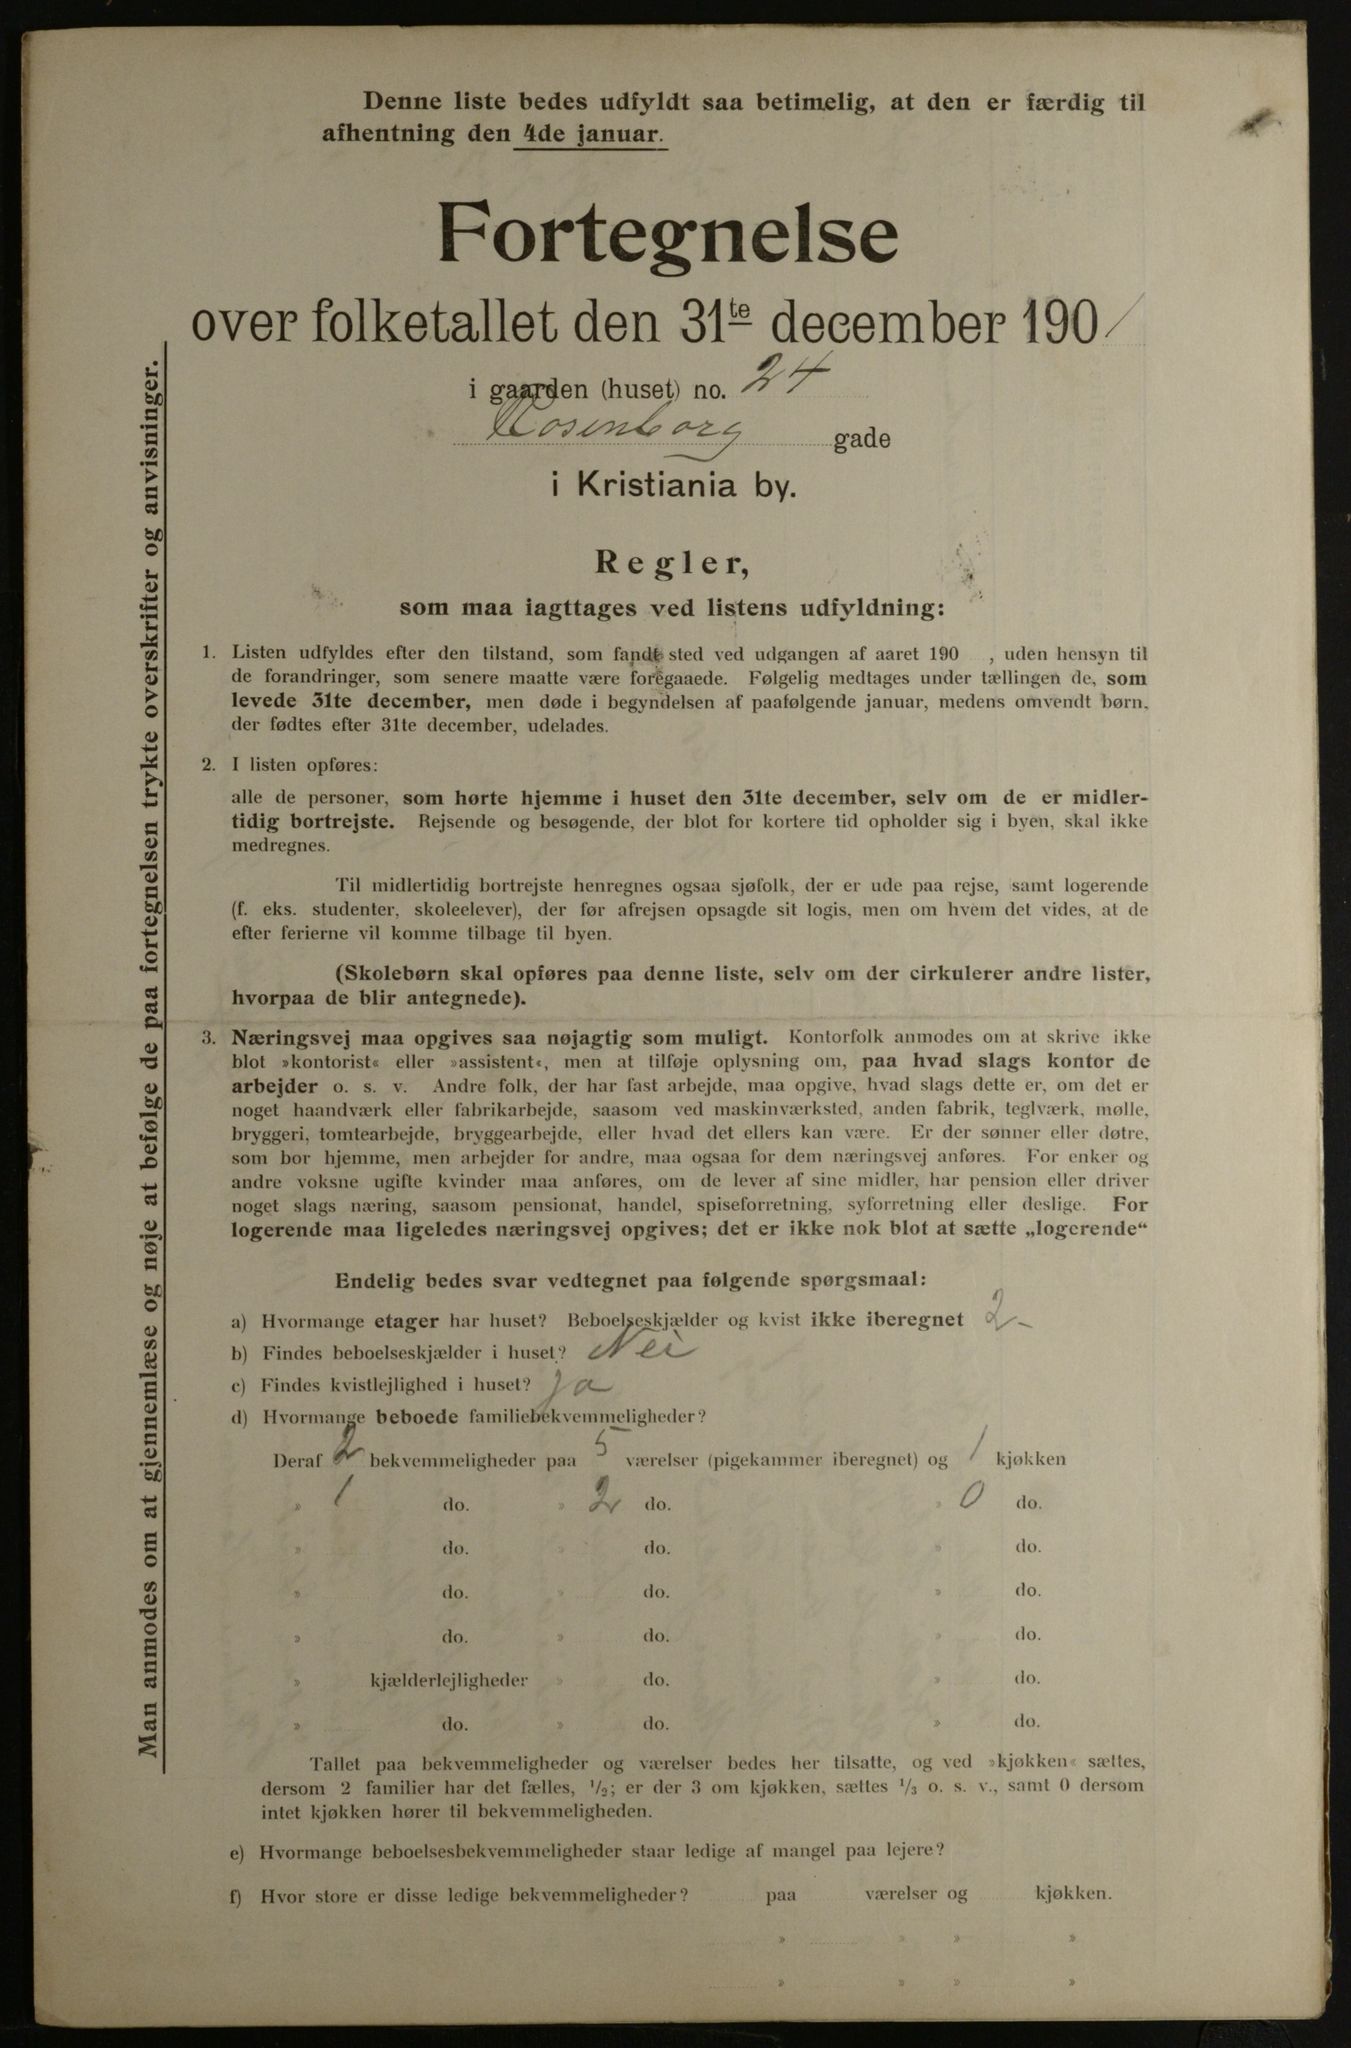 Denne liste bedes udfyldt saa betimelig, at den er færdig til
afhentning den 4de januar.
Fortegnelse
over folketallet den 31te december 1901
i gaarden (huset) no. 24
Rosenborg gade
i Kristiania by.
Regler,
som maa iagttages ved listens udfyldning:
1. Listen udfyldes efter den tilstand, som fandt sted ved udgangen af aaret 190 , uden hensyn til
de forandringer, som senere maatte være foregaaede. Følgelig medtages under tællingen de, som
levede 31te december, men døde i begyndelsen af paafølgende januar, medens omvendt børn,
der fødtes efter 31te december, udelades.
2. I listen opføres:
alle de personer, som hørte hjemme i huset den 31te december, selv om de er midler-
tidig bortrejste. Rejsende og besøgende, der blot for kortere tid opholder sig i byen, skal ikke
medregnes.
Til midlertidig bortrejste henregnes ogsaa sjøfolk, der er ude paa rejse, samt logerende
(f. eks. studenter, skoleelever), der før afrejsen opsagde sit logis, men om hvem det vides, at de
efter ferierne vil komme tilbage til byen.
(Skolebørn skal opføres paa denne liste, selv om der cirkulerer andre lister,
hvorpaa de blir antegnede).
3. Næringsvej maa opgives saa nøjagtig som muligt. Kontorfolk anmodes om at skrive ikke
blot »kontorist« eller »assistent«, men at tilføje oplysning om, paa hvad slags kontor de
arbejder o. s. v. Andre folk, der har fast arbejde, maa opgive, hvad slags dette er, om det er
noget haandværk eller fabrikarbejde, saasom ved maskinværksted, anden fabrik, teglværk, mølle,
bryggeri, tomtearbejde, bryggearbejde, eller hvad det ellers kan være. Er der sønner eller døtre,
som bor hjemme, men arbejder for andre, maa ogsaa for dem næringsvej anføres. For enker og
andre voksne ugifte kvinder maa anføres, om de lever af sine midler, har pension eller driver
noget slags næring, saasom pensionat, handel, spiseforretning, syforretning eller deslige. For
logerende maa ligeledes næringsvej opgives; det er ikke nok blot at sætte „logerende“
Endelig bedes svar vedtegnet paa følgende spørgsmaal:
a) Hvormange etager har huset? Beboelseskjælder og kvist ikke iberegnet 2-
b) Findes beboelseskjælder i huset? Nei
c) Findes kvistlejlighed i huset? Ja
d) Hvormange beboede familiebekvemmeligheder?
Deraf 2 bekvemmeligheder paa 5 værelser (pigekammer iberegnet) og 1 kjøkken
» 1 do. » 2 do. » 0 do.
» do. » do. » do.
» do. » do. » do.
» do. » do. » do.
» kjælderlejligheder » do. » do.
» do. » do. » do.
Tallet paa bekvemmeligheder og værelser bedes her tilsatte, og ved »kjøkken« sættes,
dersom 2 familier har det fælles, 1/2; er der 3 om kjøkken, sættes 1/3 o. s. v., samt 0 dersom
intet kjøkken hører til bekvemmeligheden.
e) Hvormange beboelsesbekvemmeligheder staar ledige af mangel paa lejere?
f) Hvor store er disse ledige bekvemmeligheder? paa værelser og kjøkken.
» » » »
» » » »
Man anmodes om at gjennemlæse og nøje at befølge de paa fortegnelsen trykte overskrifter og anvisninger.